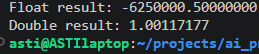 Float result: -6250000.50000000
Double result: 1.00117177
asti@ASTIlaptop:~/projects/ai_p